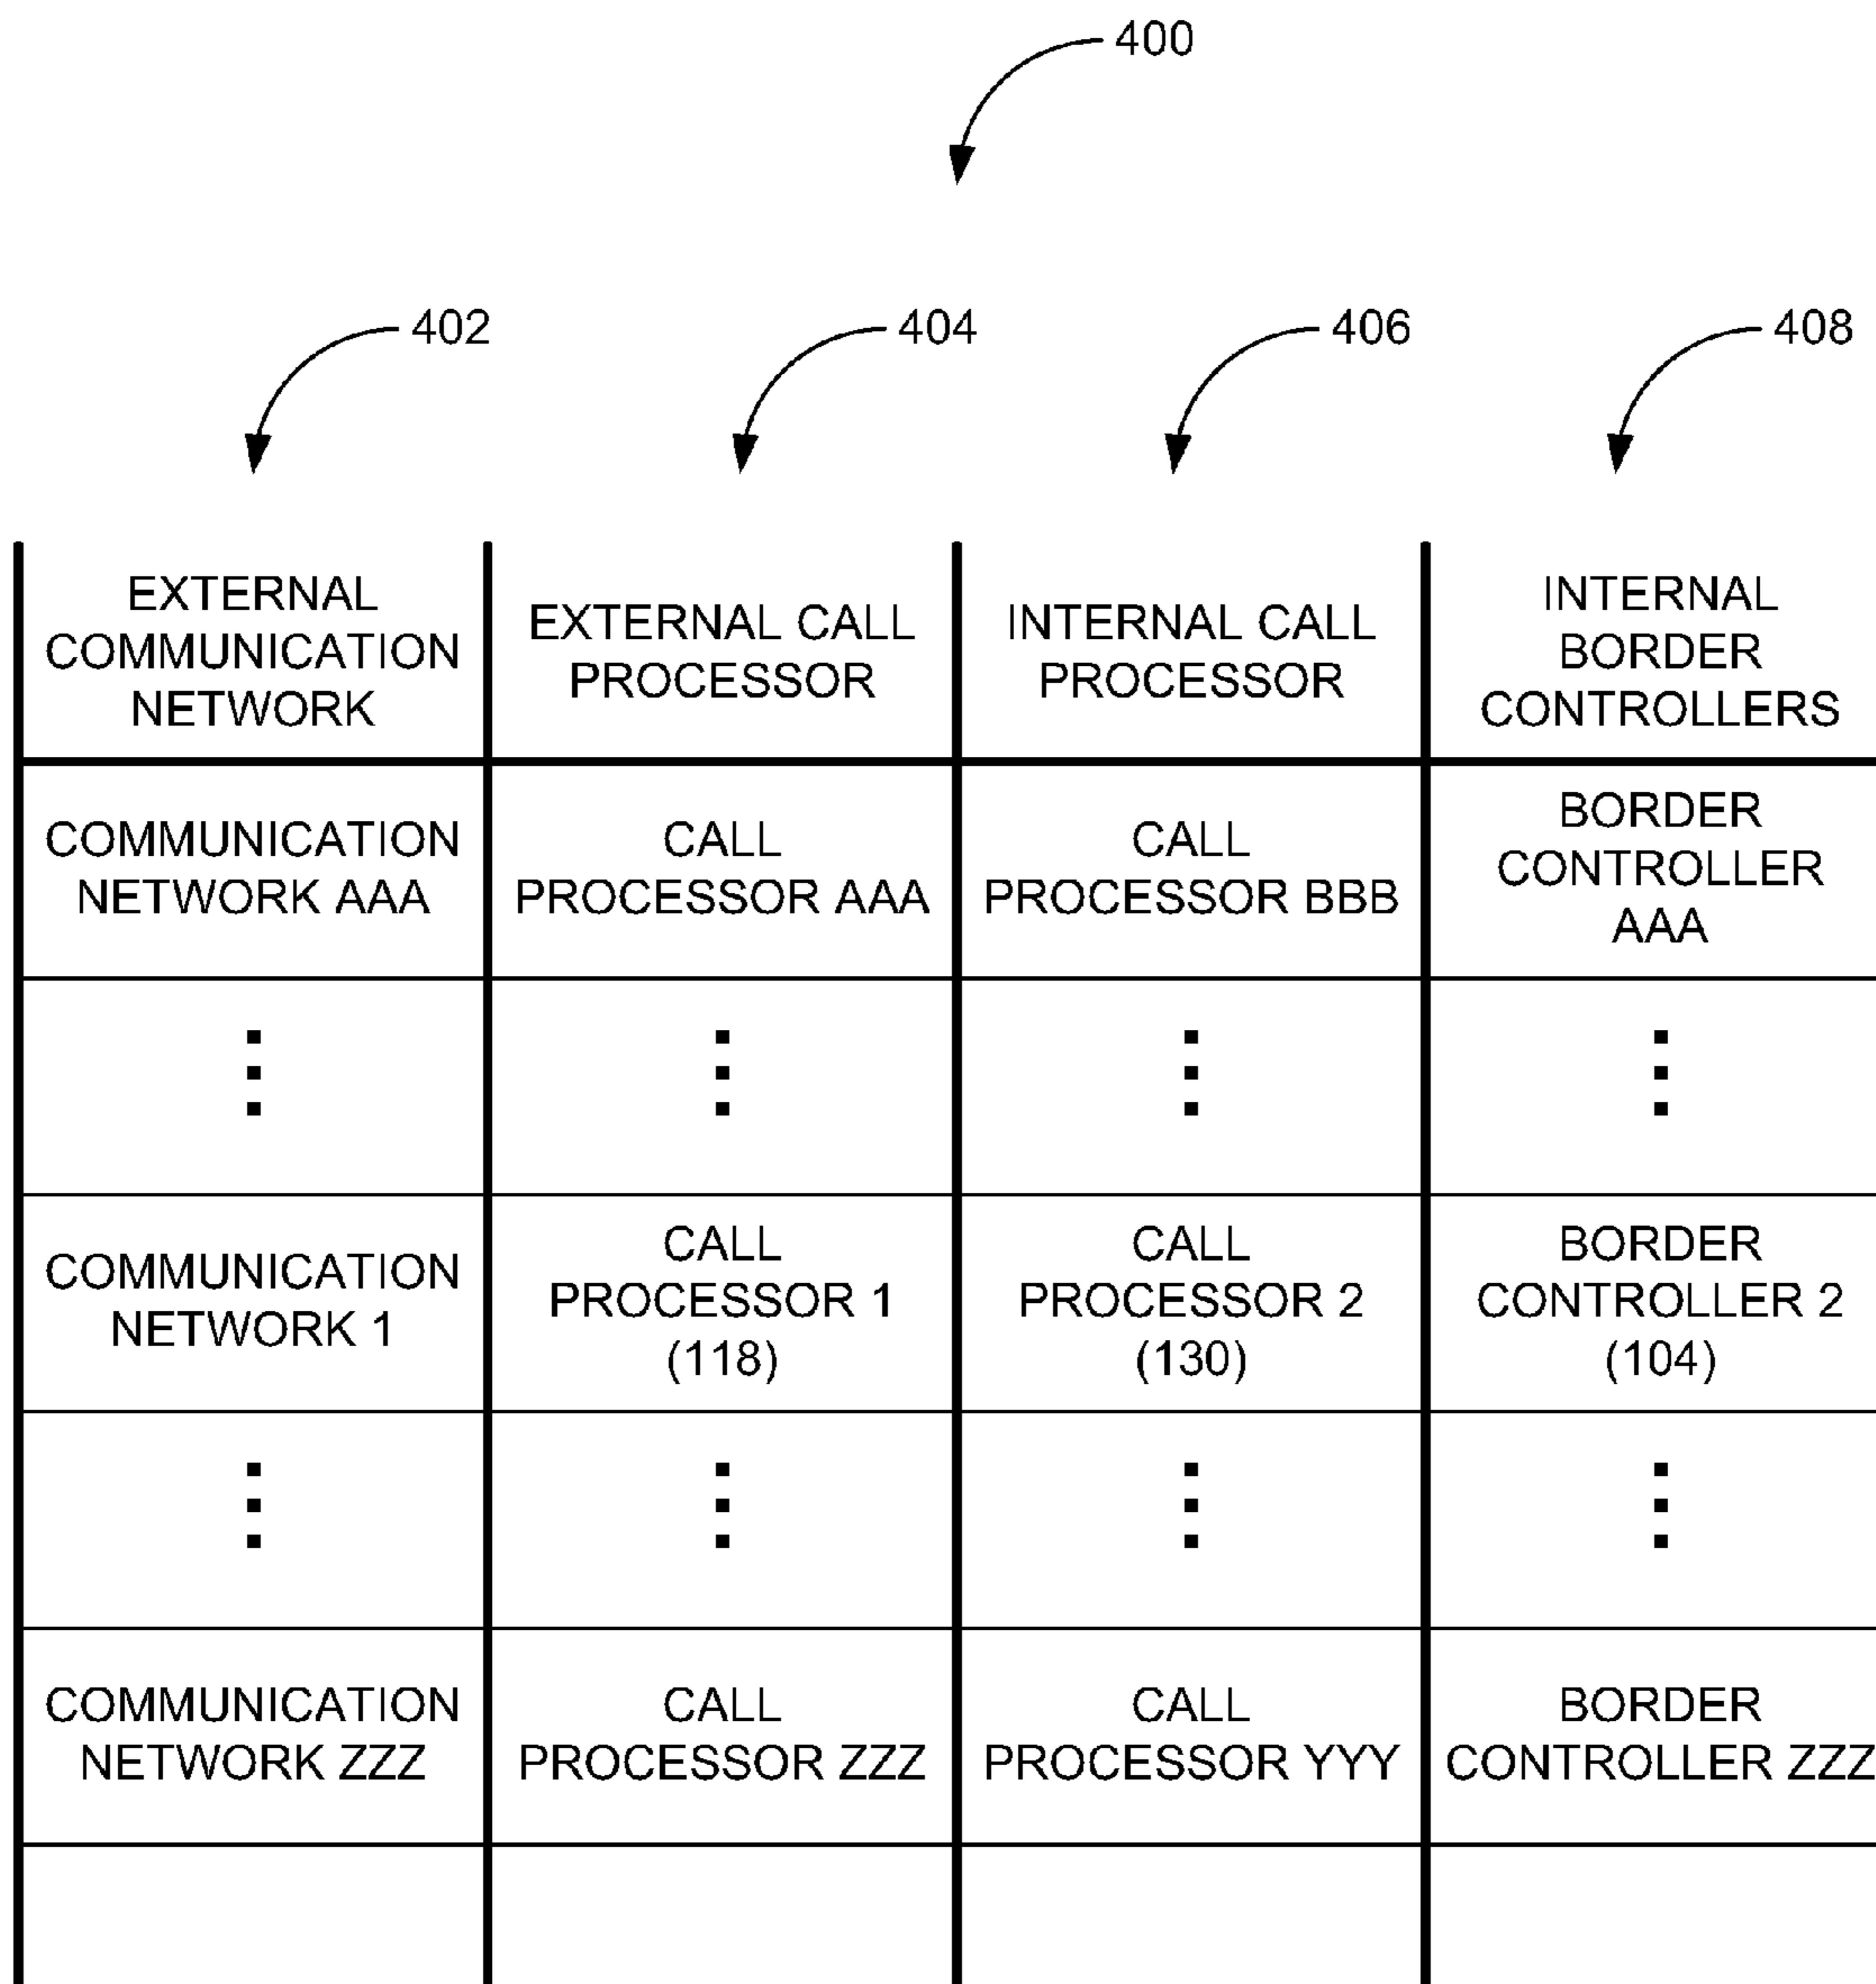 400
402
404
406
408
EXTERNAL
COMMUNICATION
NETWORK
EXTERNAL CALL
PROCESSOR
INTERNAL CALL
PROCESSOR
INTERNAL
BORDER
CONTROLLERS
COMMUNICATION
NETWORK AAA
CALL
PROCESSOR AAA
CALL
PROCESSOR BBB
BORDER
CONTROLLER
AAA
COMMUNICATION
NETWORK 1
CALL
PROCESSOR 1
(118)
CALL
PROCESSOR 2
(130)
BORDER
CONTROLLER 2
(104)
COMMUNICATION
NETWORK ZZZ
CALL
PROCESSOR ZZZ
CALL
PROCESSOR YYY
BORDER
CONTROLLER ZZZ